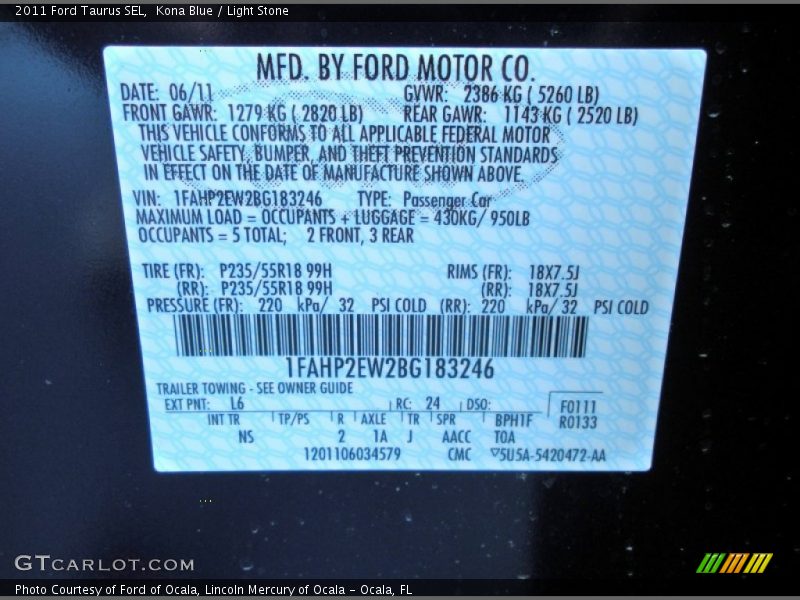 2011 Ford Taurus SEL, Kona Blue / Light Stone
MFD. BY FORD MOTOR CO.
DATE: 06/11 GVWR: 2386 KG ( 5260 LB)
FRONT GAWR: 1279 KG ( 2820 LB) REAR GAWR: 1143 KG ( 2520 LB)
THIS VEHICLE CONFORMS TO ALL APPLICABLE FEDERAL MOTOR
VEHICLE SAFETY, BUMPER, AND THEFT PREVENTION STANDARDS
IN EFFECT ON THE DATE OF MANUFACTURE SHOWN ABOVE.
VIN: 1FAHP2EW2BG183246 TYPE: Passenger Car
MAXIMUM LOAD = OCCUPANTS + LUGGAGE = 430KG/ 950LB
OCCUPANTS = 5 TOTAL; 2 FRONT, 3 REAR
TIRE (FR): P235/55R18 99H RIMS (FR): 18X7.5J
(RR): P235/55R18 99H (RR): 18X7.5J
PRESSURE (FR): 220 kPa/ 32 PSI COLD (RR): 220 kPa/ 32 PSI COLD
1FAHP2EW2BG183246
TRAILER TOWING - SEE OWNER GUIDE
EXT PNT: L6 RC: 24 DSO: F0111
INT TR TP/PS R AXLE TR SPR BPH1F R0133
NS 2 1A J AACC TOA
1201106034579 CMC ▽5U5A-5420472-AA
GTCARLOT.COM
Photo Courtesy of Ford of Ocala, Lincoln Mercury of Ocala - Ocala, FL